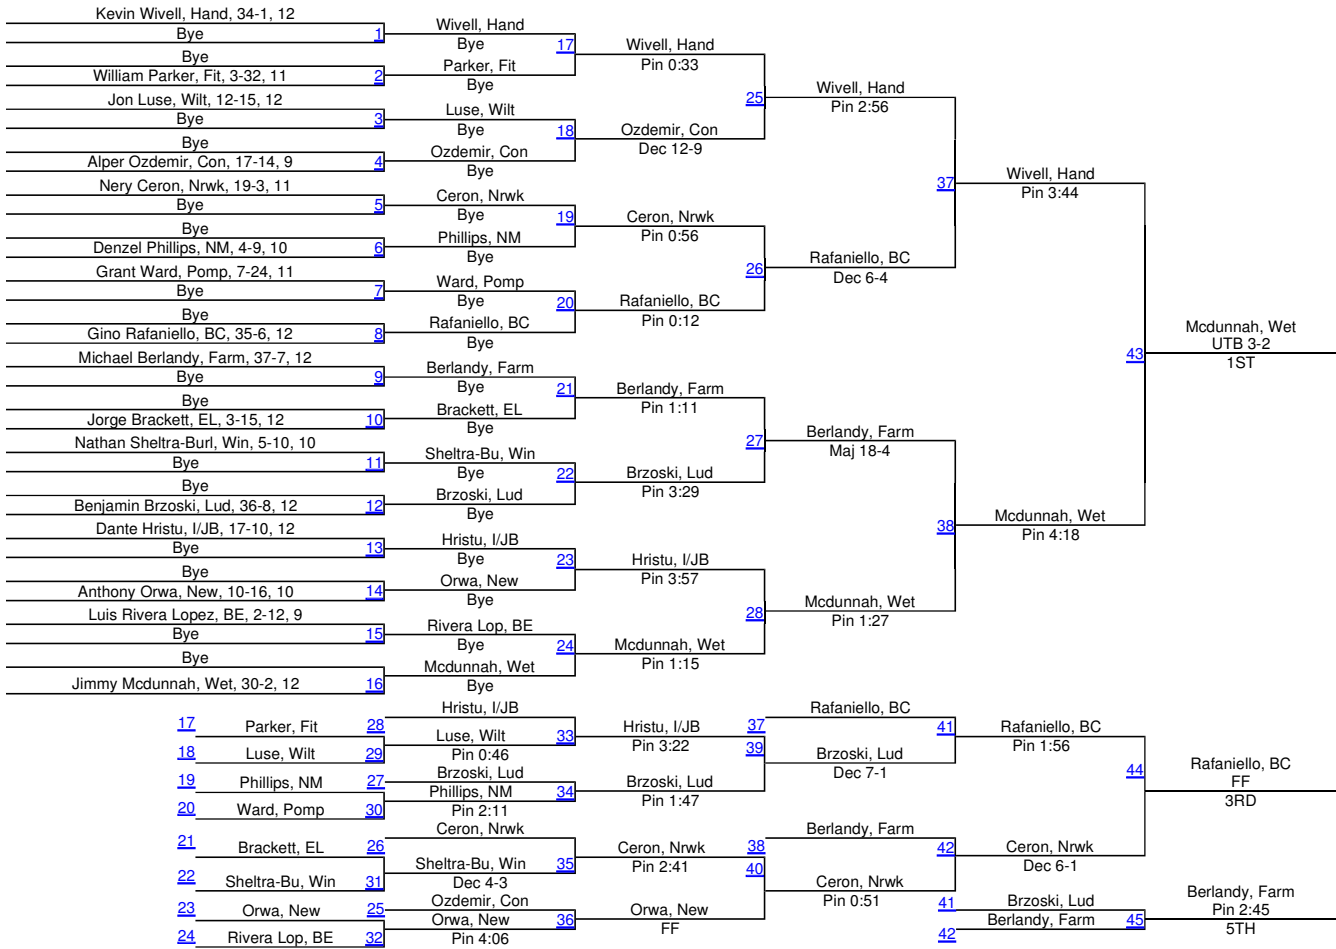 Kevin Wivell, Hand, 34-1, 12
Bye
1
Bye
William Parker, Fit, 3-32, 11
2
Jon Luse, Wilt, 12-15, 12
Bye
3
Bye
Alper Ozdemir, Con, 17-14, 9
4
Nery Ceron, Nrwk, 19-3, 11
Bye
5
Bye
Denzel Phillips, NM, 4-9, 10
6
Grant Ward, Pomp, 7-24, 11
Bye
7
Bye
Gino Rafaniello, BC, 35-6, 12
8
Michael Berlandy, Farm, 37-7, 12
Bye
9
Bye
Jorge Brackett, EL, 3-15, 12
10
Nathan Sheltra-Burl, Win, 5-10, 10
Bye
11
Bye
Benjamin Brzoski, Lud, 36-8, 12
12
Dante Hristu, I/JB, 17-10, 12
Bye
13
Bye
Anthony Orwa, New, 10-16, 10
14
Luis Rivera Lopez, BE, 2-12, 9
Bye
15
Bye
Jimmy Mcdunnah, Wet, 30-2, 12
16
Wivell, Hand
Bye
17
Parker, Fit
Bye
Luse, Wilt
Bye
18
Ozdemir, Con
Bye
Ceron, Nrwk
Bye
19
Phillips, NM
Bye
Ward, Pomp
Bye
20
Rafaniello, BC
Bye
Berlandy, Farm
Bye
21
Brackett, EL
Bye
Sheltra-Bu, Win
Bye
22
Brzoski, Lud
Bye
Hristu, I/JB
Bye
23
Orwa, New
Bye
Rivera Lop, BE
Bye
24
Mcdunnah, Wet
Bye
Wivell, Hand
Pin 0:33
25
Ozdemir, Con
Dec 12-9
Ceron, Nrwk
Pin 0:56
26
Rafaniello, BC
Pin 0:12
Berlandy, Farm
Pin 1:11
27
Brzoski, Lud
Pin 3:29
Hristu, I/JB
Pin 3:57
28
Mcdunnah, Wet
Pin 1:15
Wivell, Hand
Pin 2:56
37
Rafaniello, BC
Dec 6-4
Berlandy, Farm
Maj 18-4
38
Mcdunnah, Wet
Pin 1:27
Wivell, Hand
Pin 3:44
43
Mcdunnah, Wet
Pin 4:18
Mcdunnah, Wet
UTB 3-2
1ST
17
Parker, Fit
28
18
Luse, Wilt
29
19
Phillips, NM
27
20
Ward, Pomp
30
21
Brackett, EL
26
22
Sheltra-Bu, Win
31
23
Orwa, New
25
24
Rivera Lop, BE
32
Hristu, I/JB
Luse, Wilt
33
Pin 0:46
Brzoski, Lud
Phillips, NM
34
Pin 2:11
Ceron, Nrwk
Sheltra-Bu, Win
35
Dec 4-3
Ozdemir, Con
Orwa, New
36
Pin 4:06
Hristu, I/JB
37
Pin 3:22
39
Brzoski, Lud
Pin 1:47
Ceron, Nrwk
38
Pin 2:41
40
Orwa, New
FF
Rafaniello, BC
41
Brzoski, Lud
Dec 7-1
Berlandy, Farm
42
Ceron, Nrwk
Pin 0:51
Rafaniello, BC
Pin 1:56
44
Ceron, Nrwk
Dec 6-1
Rafaniello, BC
FF
3RD
41
Brzoski, Lud
Berlandy, Farm
45
42
Berlandy, Farm
Pin 2:45
5TH